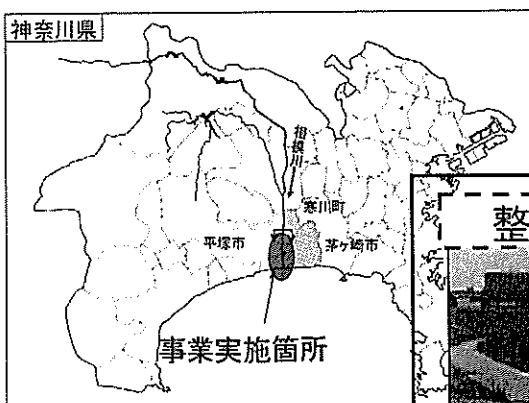 神奈川県
相模川
寒川町
平塚市
茅ヶ崎市
事業実施箇所
整